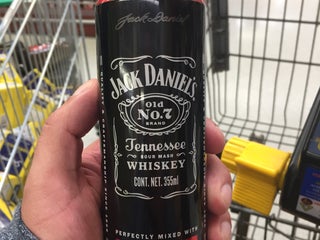 Jack Daniel
JACK DANIEL'S
Old
No.7
BRAND
Tennessee
SOUR MASH
WHISKEY
CONT. NET. 355ml
PERFECTLY MIXED WITH